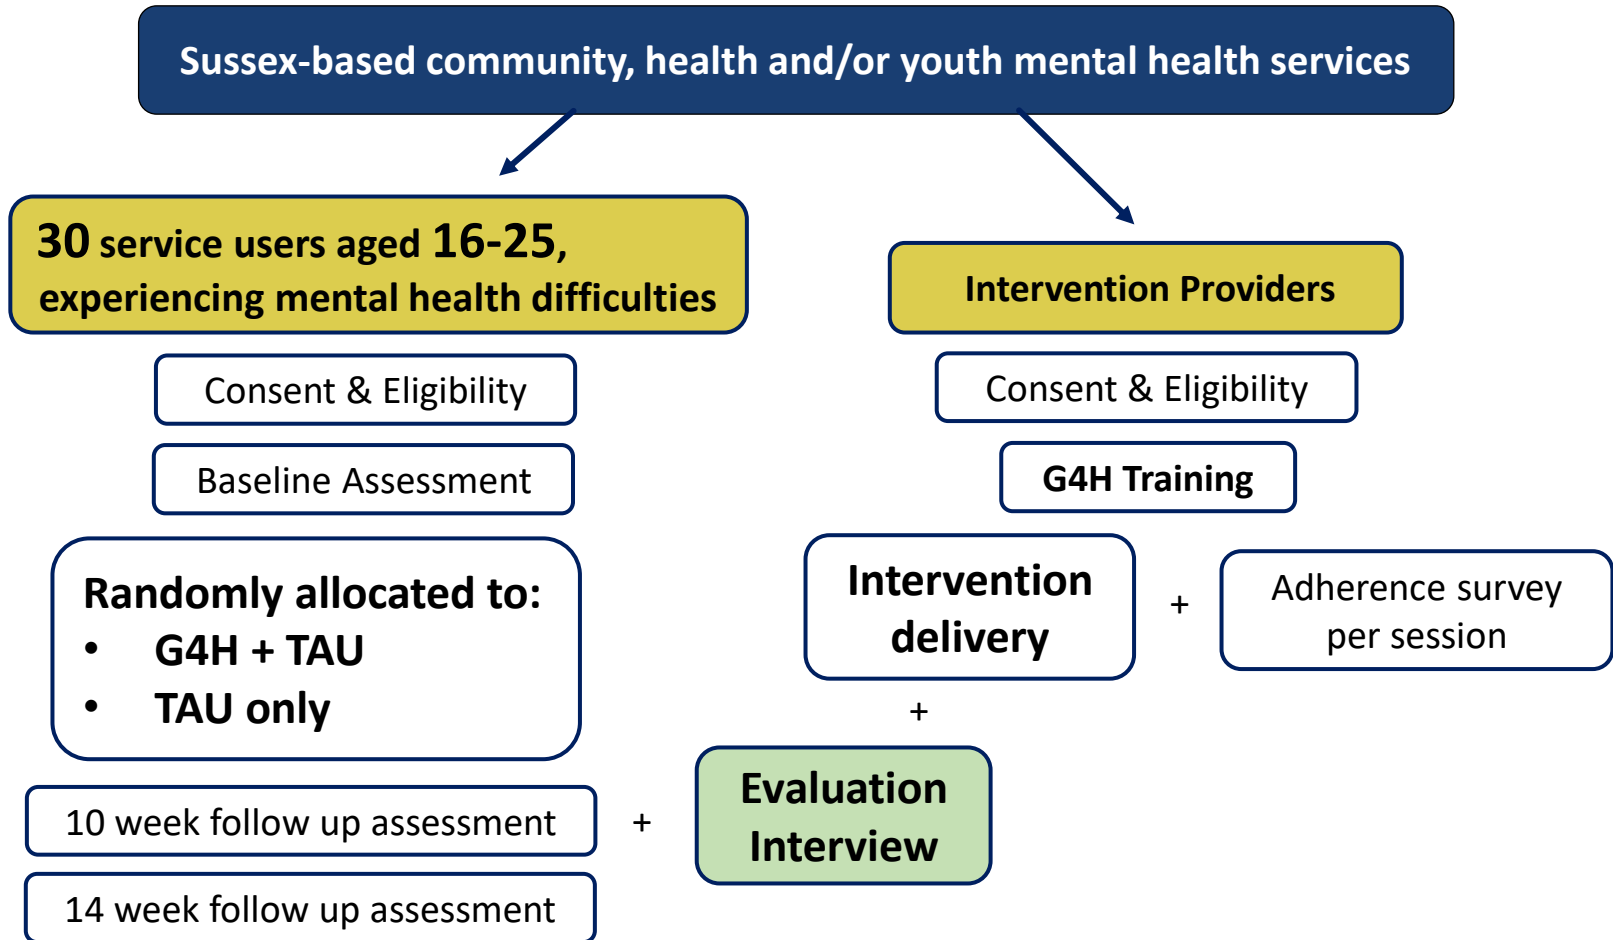 Sussex-based community, health and/or youth mental health services
30 service users aged 16-25,
experiencing mental health difficulties
Consent & Eligibility
Baseline Assessment
Randomly allocated to:
• G4H + TAU
• TAU only
10 week follow up assessment
+
14 week follow up assessment
Intervention Providers
Consent & Eligibility
G4H Training
Intervention
delivery
+
Adherence survey
per session
+
Evaluation
Interview